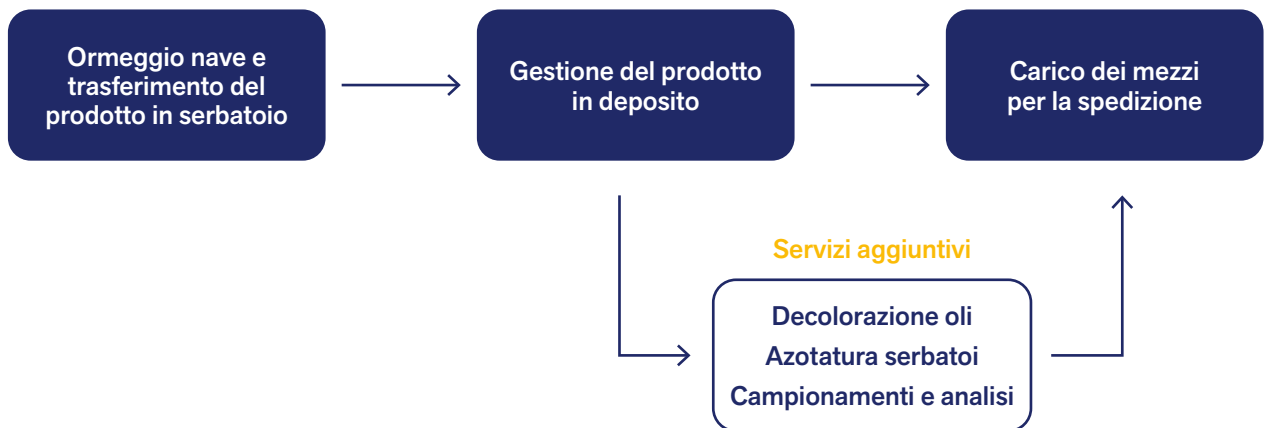 Ormeggio nave e
trasferimento del
prodotto in serbatoio
Gestione del prodotto
in deposito
Carico dei mezzi
per la spedizione
Servizi aggiuntivi
Decolorazione oli
Azotatura serbatoi
Campionamenti e analisi